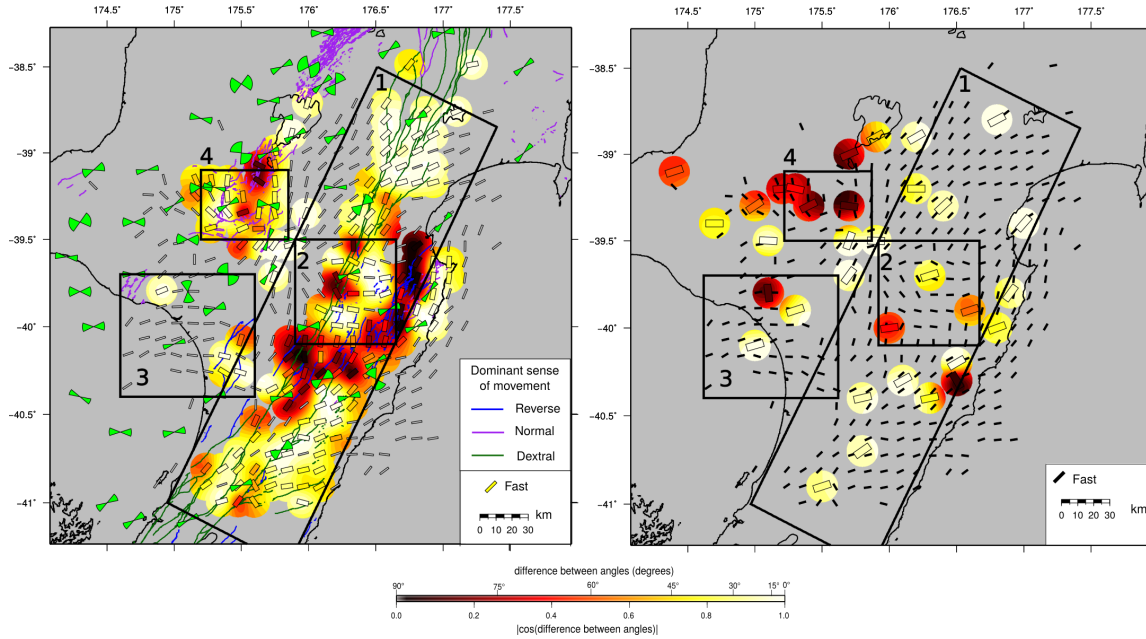 174.5° 175° 175.5° 176° 176.5° 177° 177.5°
174.5° 175° 175.5° 176° 176.5° 177° 177.5°
−38.5°
−39°
−39.5°
−40°
−40.5°
−41°
1
4
2
3
Dominant sense
of movement
Reverse
Normal
Dextral
Fast
km
0 10 20 30
−38.5°
−39°
−39.5°
−40°
−40.5°
−41°
1
4
2
3
Fast
km
0 10 20 30
difference between angles (degrees)
90° 75° 60° 45° 30° 15° 0°
0.0 0.2 0.4 0.6 0.8 1.0
|cos(difference between angles)|